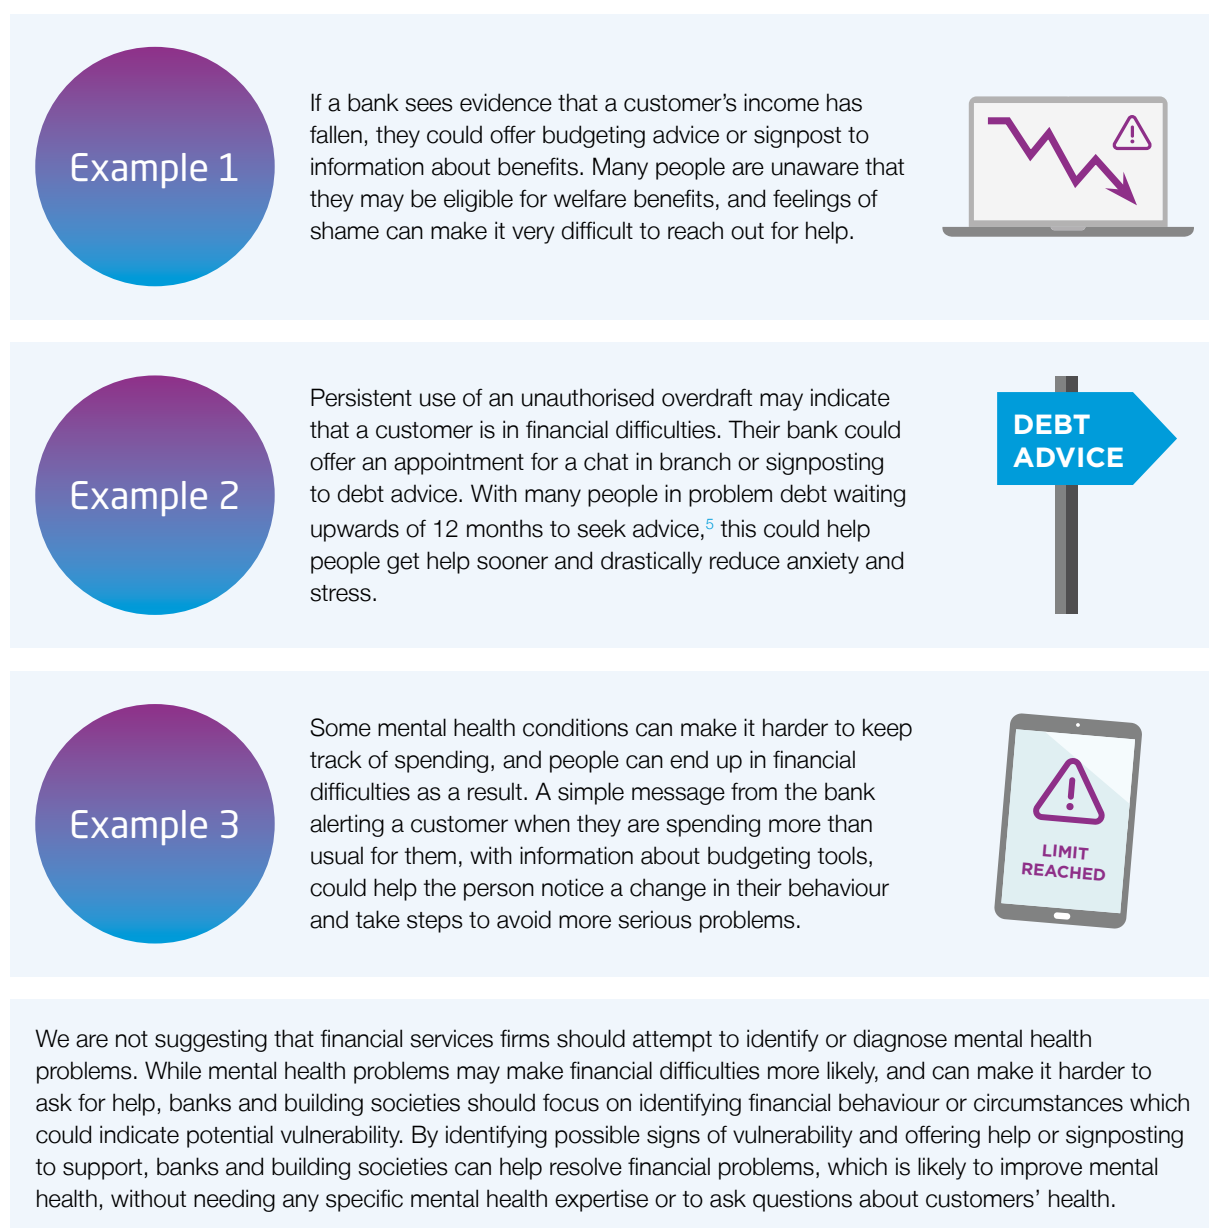 Example 1
If a bank sees evidence that a customer’s income has
fallen, they could offer budgeting advice or signpost to
information about benefits. Many people are unaware that
they may be eligible for welfare benefits, and feelings of
shame can make it very difficult to reach out for help.
Example 2
Persistent use of an unauthorised overdraft may indicate
that a customer is in financial difficulties. Their bank could
offer an appointment for a chat in branch or signposting
to debt advice. With many people in problem debt waiting
upwards of 12 months to seek advice,5 this could help
people get help sooner and drastically reduce anxiety and
stress.
DEBT
ADVICE
Example 3
Some mental health conditions can make it harder to keep
track of spending, and people can end up in financial
difficulties as a result. A simple message from the bank
alerting a customer when they are spending more than
usual for them, with information about budgeting tools,
could help the person notice a change in their behaviour
and take steps to avoid more serious problems.
LIMIT
REACHED
We are not suggesting that financial services firms should attempt to identify or diagnose mental health
problems. While mental health problems may make financial difficulties more likely, and can make it harder to
ask for help, banks and building societies should focus on identifying financial behaviour or circumstances which
could indicate potential vulnerability. By identifying possible signs of vulnerability and offering help or signposting
to support, banks and building societies can help resolve financial problems, which is likely to improve mental
health, without needing any specific mental health expertise or to ask questions about customers’ health.